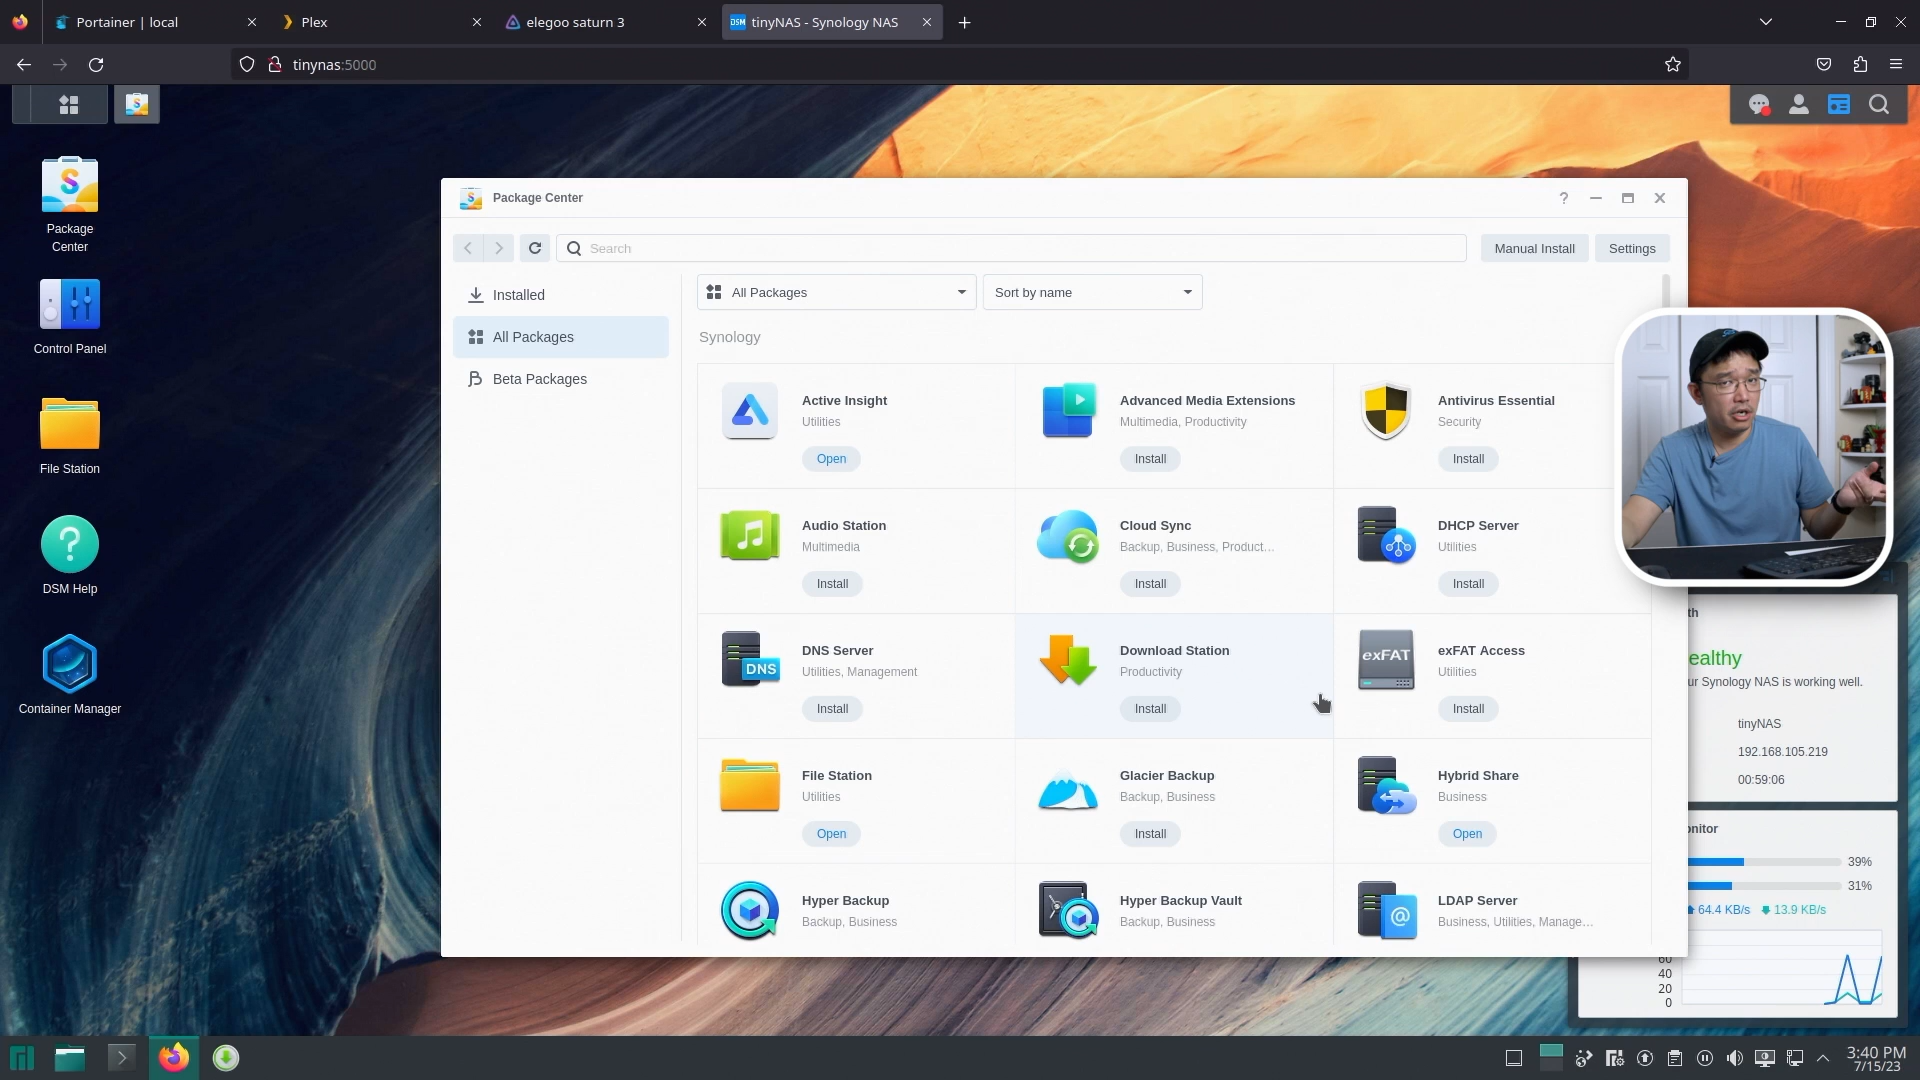 Portainer | local
Plex
elegoo saturn 3
DSM
tinyNAS - Synology NAS
tinynas:5000
Package
Center
Control Panel
File Station
DSM Help
Container Manager
Package Center
Search
Manual Install
Settings
Installed
All Packages
Beta Packages
All Packages
Sort by name
Synology
Active Insight
Utilities
Open
Advanced Media Extensions
Multimedia, Productivity
Install
Antivirus Essential
Security
Install
Audio Station
Multimedia
Install
Cloud Sync
Backup, Business, Product...
Install
DHCP Server
Utilities
Install
DNS
DNS Server
Utilities, Management
Install
Download Station
Productivity
Install
exFAT
exFAT Access
Utilities
Install
File Station
Utilities
Open
Glacier Backup
Backup, Business
Install
Hybrid Share
Business
Open
Hyper Backup
Backup, Business
Hyper Backup Vault
Backup, Business
LDAP Server
Business, Utilities, Manage...
th
ealthy
ur Synology NAS is working well.
tinyNAS
192.168.105.219
00:59:06
onitor
39%
31%
64.4 KB/s
13.9 KB/s
60
40
20
0
3:40 PM
7/15/23